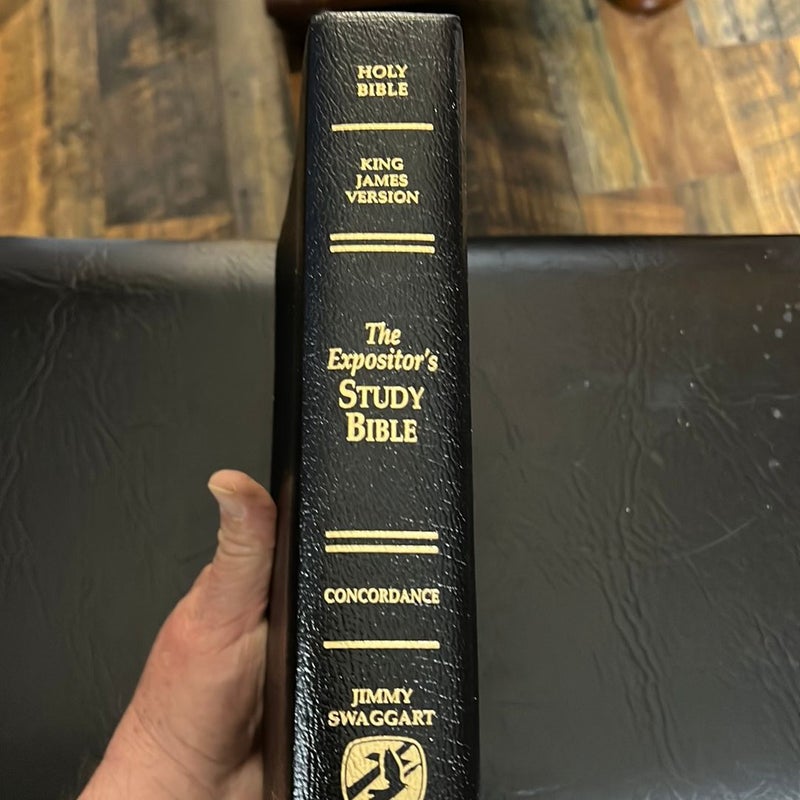 HOLY
BIBLE
KING
JAMES
VERSION
The
Expositor's
STUDY
BIBLE
CONCORDANCE
JIMMY
SWAGGART